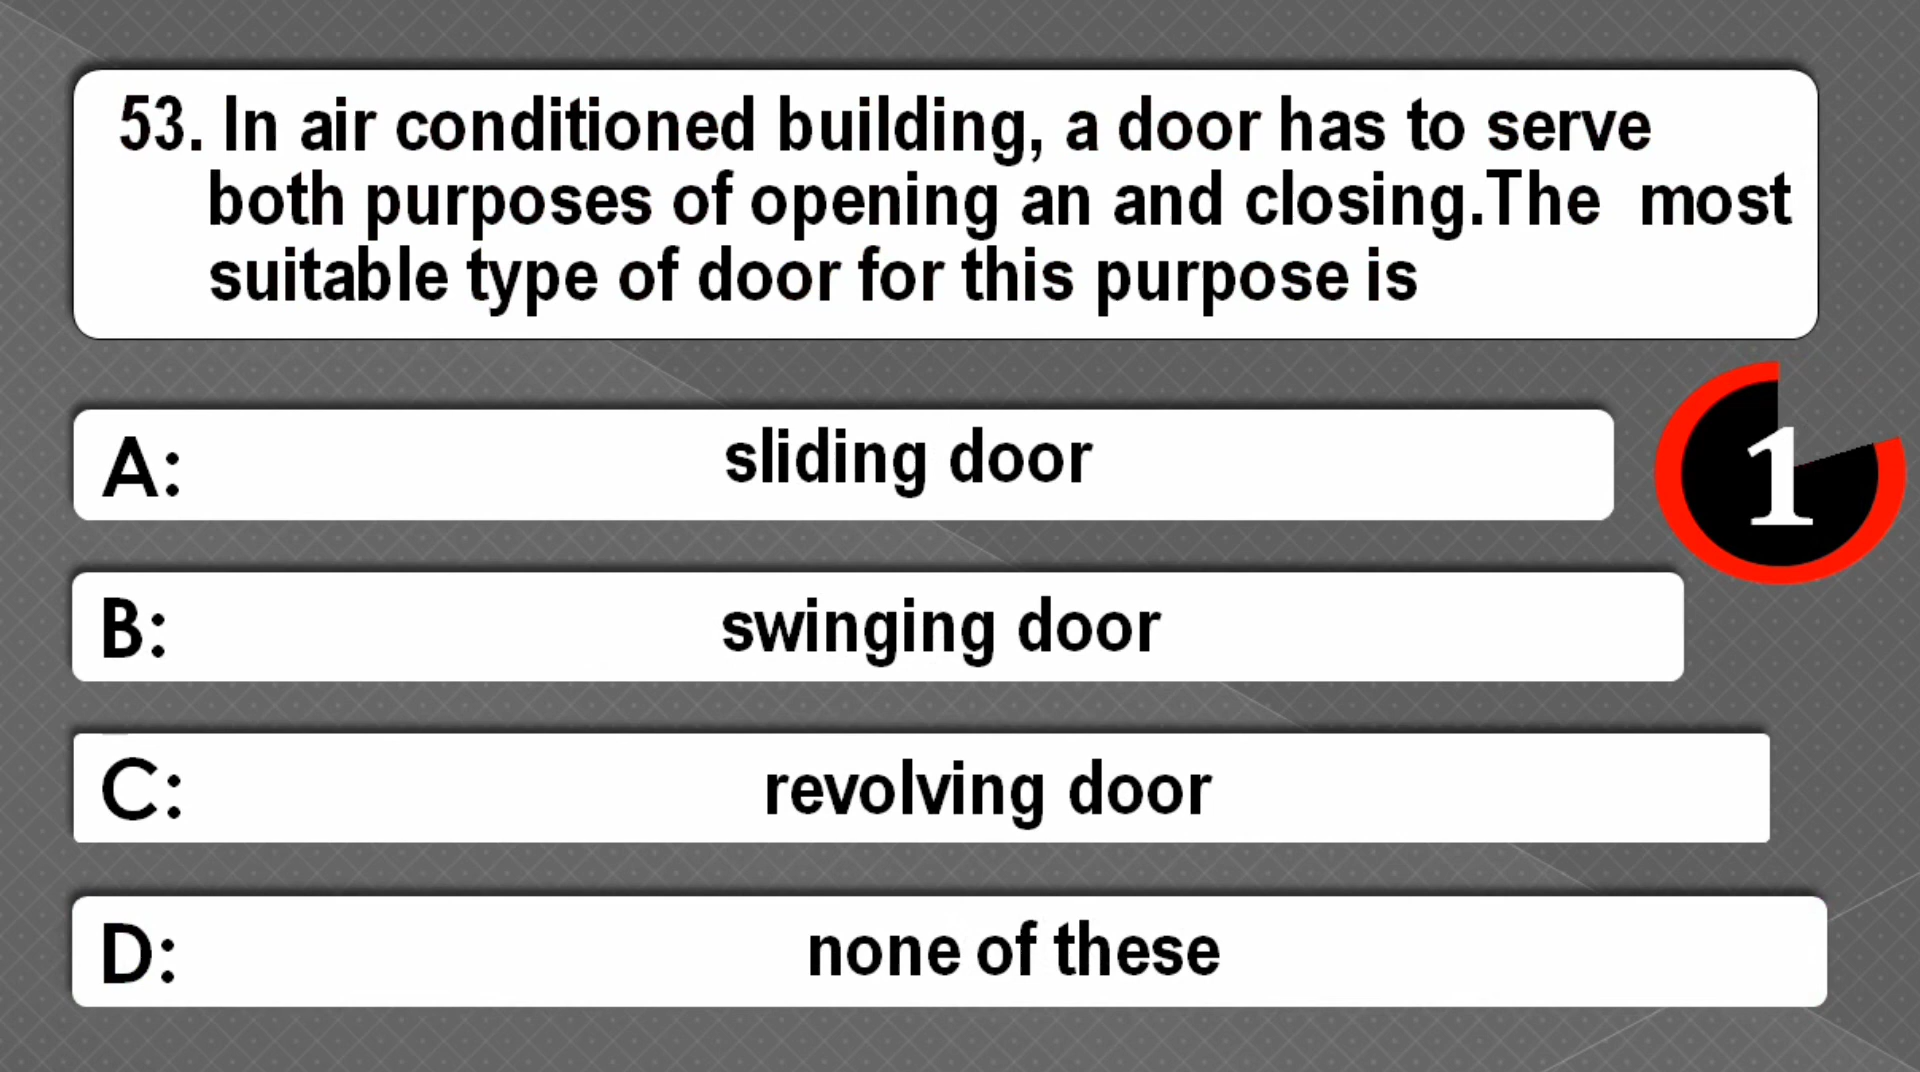 53. In air conditioned building, a door has to serve
both purposes of opening an and closing.The most
suitable type of door for this purpose is
A: sliding door
1
B: swinging door
C: revolving door
D: none of these